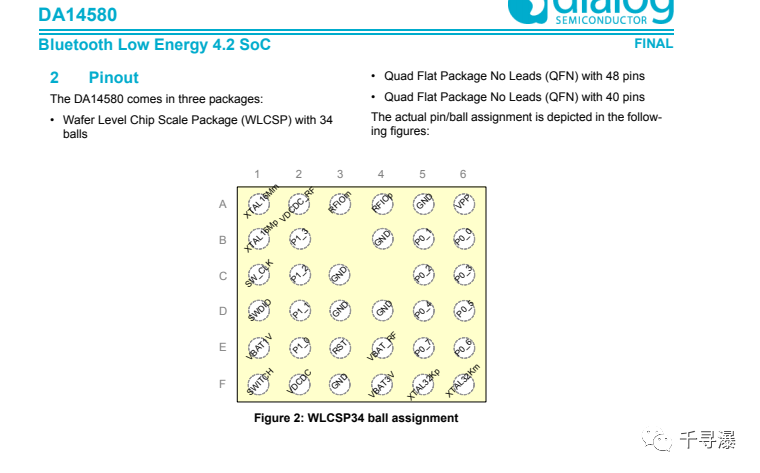 dialog
SEMICONDUCTOR
DA14580
Bluetooth Low Energy 4.2 SoC
FINAL
2 Pinout
The DA14580 comes in three packages:
• Wafer Level Chip Scale Package (WLCSP) with 34
balls
• Quad Flat Package No Leads (QFN) with 48 pins
• Quad Flat Package No Leads (QFN) with 40 pins
The actual pin/ball assignment is depicted in the follow-
ing figures:
1 2 3 4 5 6
A XTAL16Mm VDCDC_RF RFIOm RFIOp GND VPP
B XTAL16Mp P1_3 GND P0_1 P0_0
C SW_CLK P1_2 GND P0_2 P0_3
D SWDIO P1_1 GND GND P0_4 P0_5
E VBAT1V P1_0 RST VBAT_RF P0_7 P0_6
F SWITCH VDCDC GND VBAT3V XTAL32Kp XTAL32Km
Figure 2: WLCSP34 ball assignment
千寻瀑